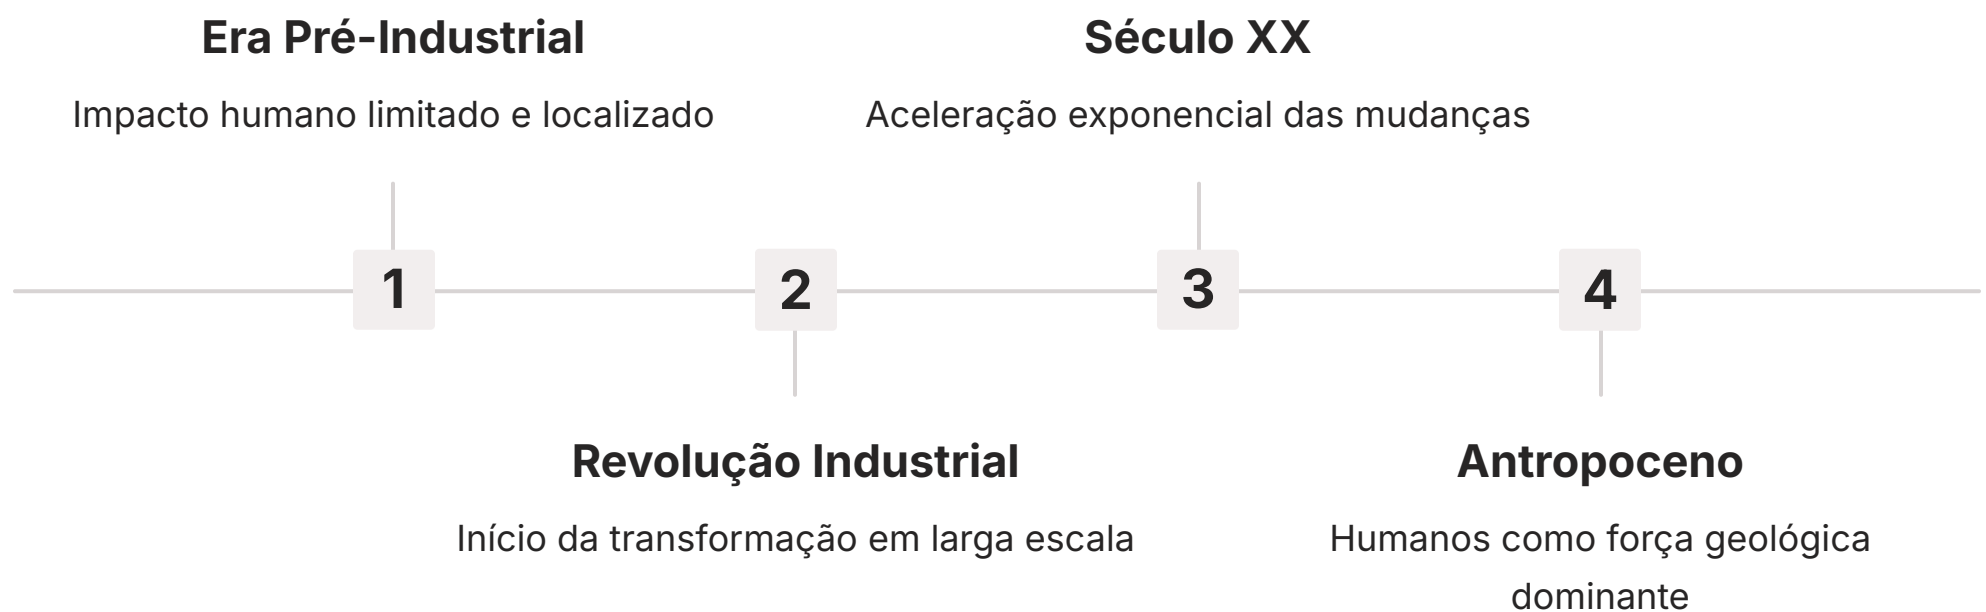 Era Pré-Industrial
Impacto humano limitado e localizado
Século XX
Aceleração exponencial das mudanças
1
2
3
4
Revolução Industrial
Início da transformação em larga escala
Antropoceno
Humanos como força geológica
dominante